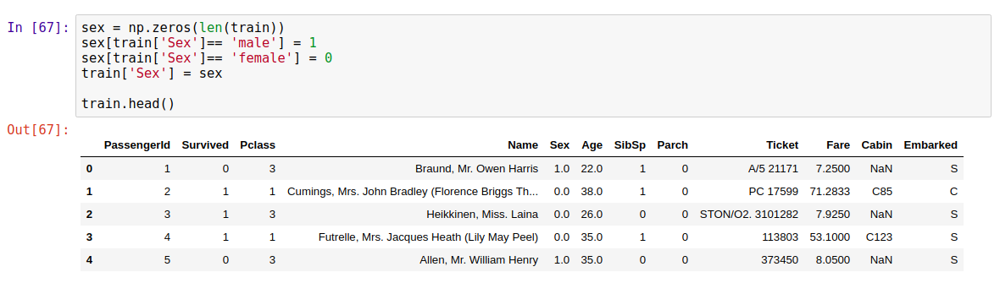 In [67]: sex = np.zeros(len(train))
sex[train['Sex']== 'male'] = 1
sex[train['Sex']== 'female'] = 0
train['Sex'] = sex
train.head()
Out[67]:
PassengerId Survived Pclass Name Sex Age SibSp Parch Ticket Fare Cabin Embarked
0 1 0 3 Braund, Mr. Owen Harris 1.0 22.0 1 0 A/5 21171 7.2500 NaN S
1 2 1 1 Cumings, Mrs. John Bradley (Florence Briggs Th... 0.0 38.0 1 0 PC 17599 71.2833 C85 C
2 3 1 3 Heikkinen, Miss. Laina 0.0 26.0 0 0 STON/O2. 3101282 7.9250 NaN S
3 4 1 1 Futrelle, Mrs. Jacques Heath (Lily May Peel) 0.0 35.0 1 0 113803 53.1000 C123 S
4 5 0 3 Allen, Mr. William Henry 1.0 35.0 0 0 373450 8.0500 NaN S